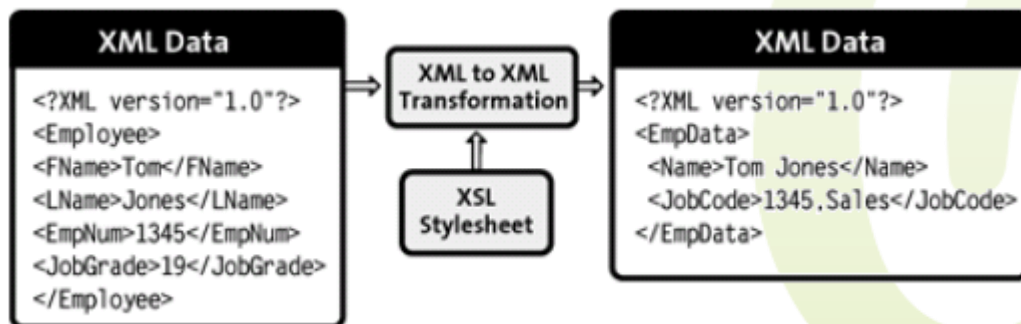 XML Data
<?XML version="1.0"?>
<Employee>
<FName>Tom</FName>
<LName>Jones</LName>
<EmpNum>1345</EmpNum>
<JobGrade>19</JobGrade>
</Employee>
XML to XML
Transformation
XSL
Stylesheet
XML Data
<?XML version="1.0"?>
<EmpData>
<Name>Tom Jones</Name>
<JobCode>1345.Sales</JobCode>
</EmpData>